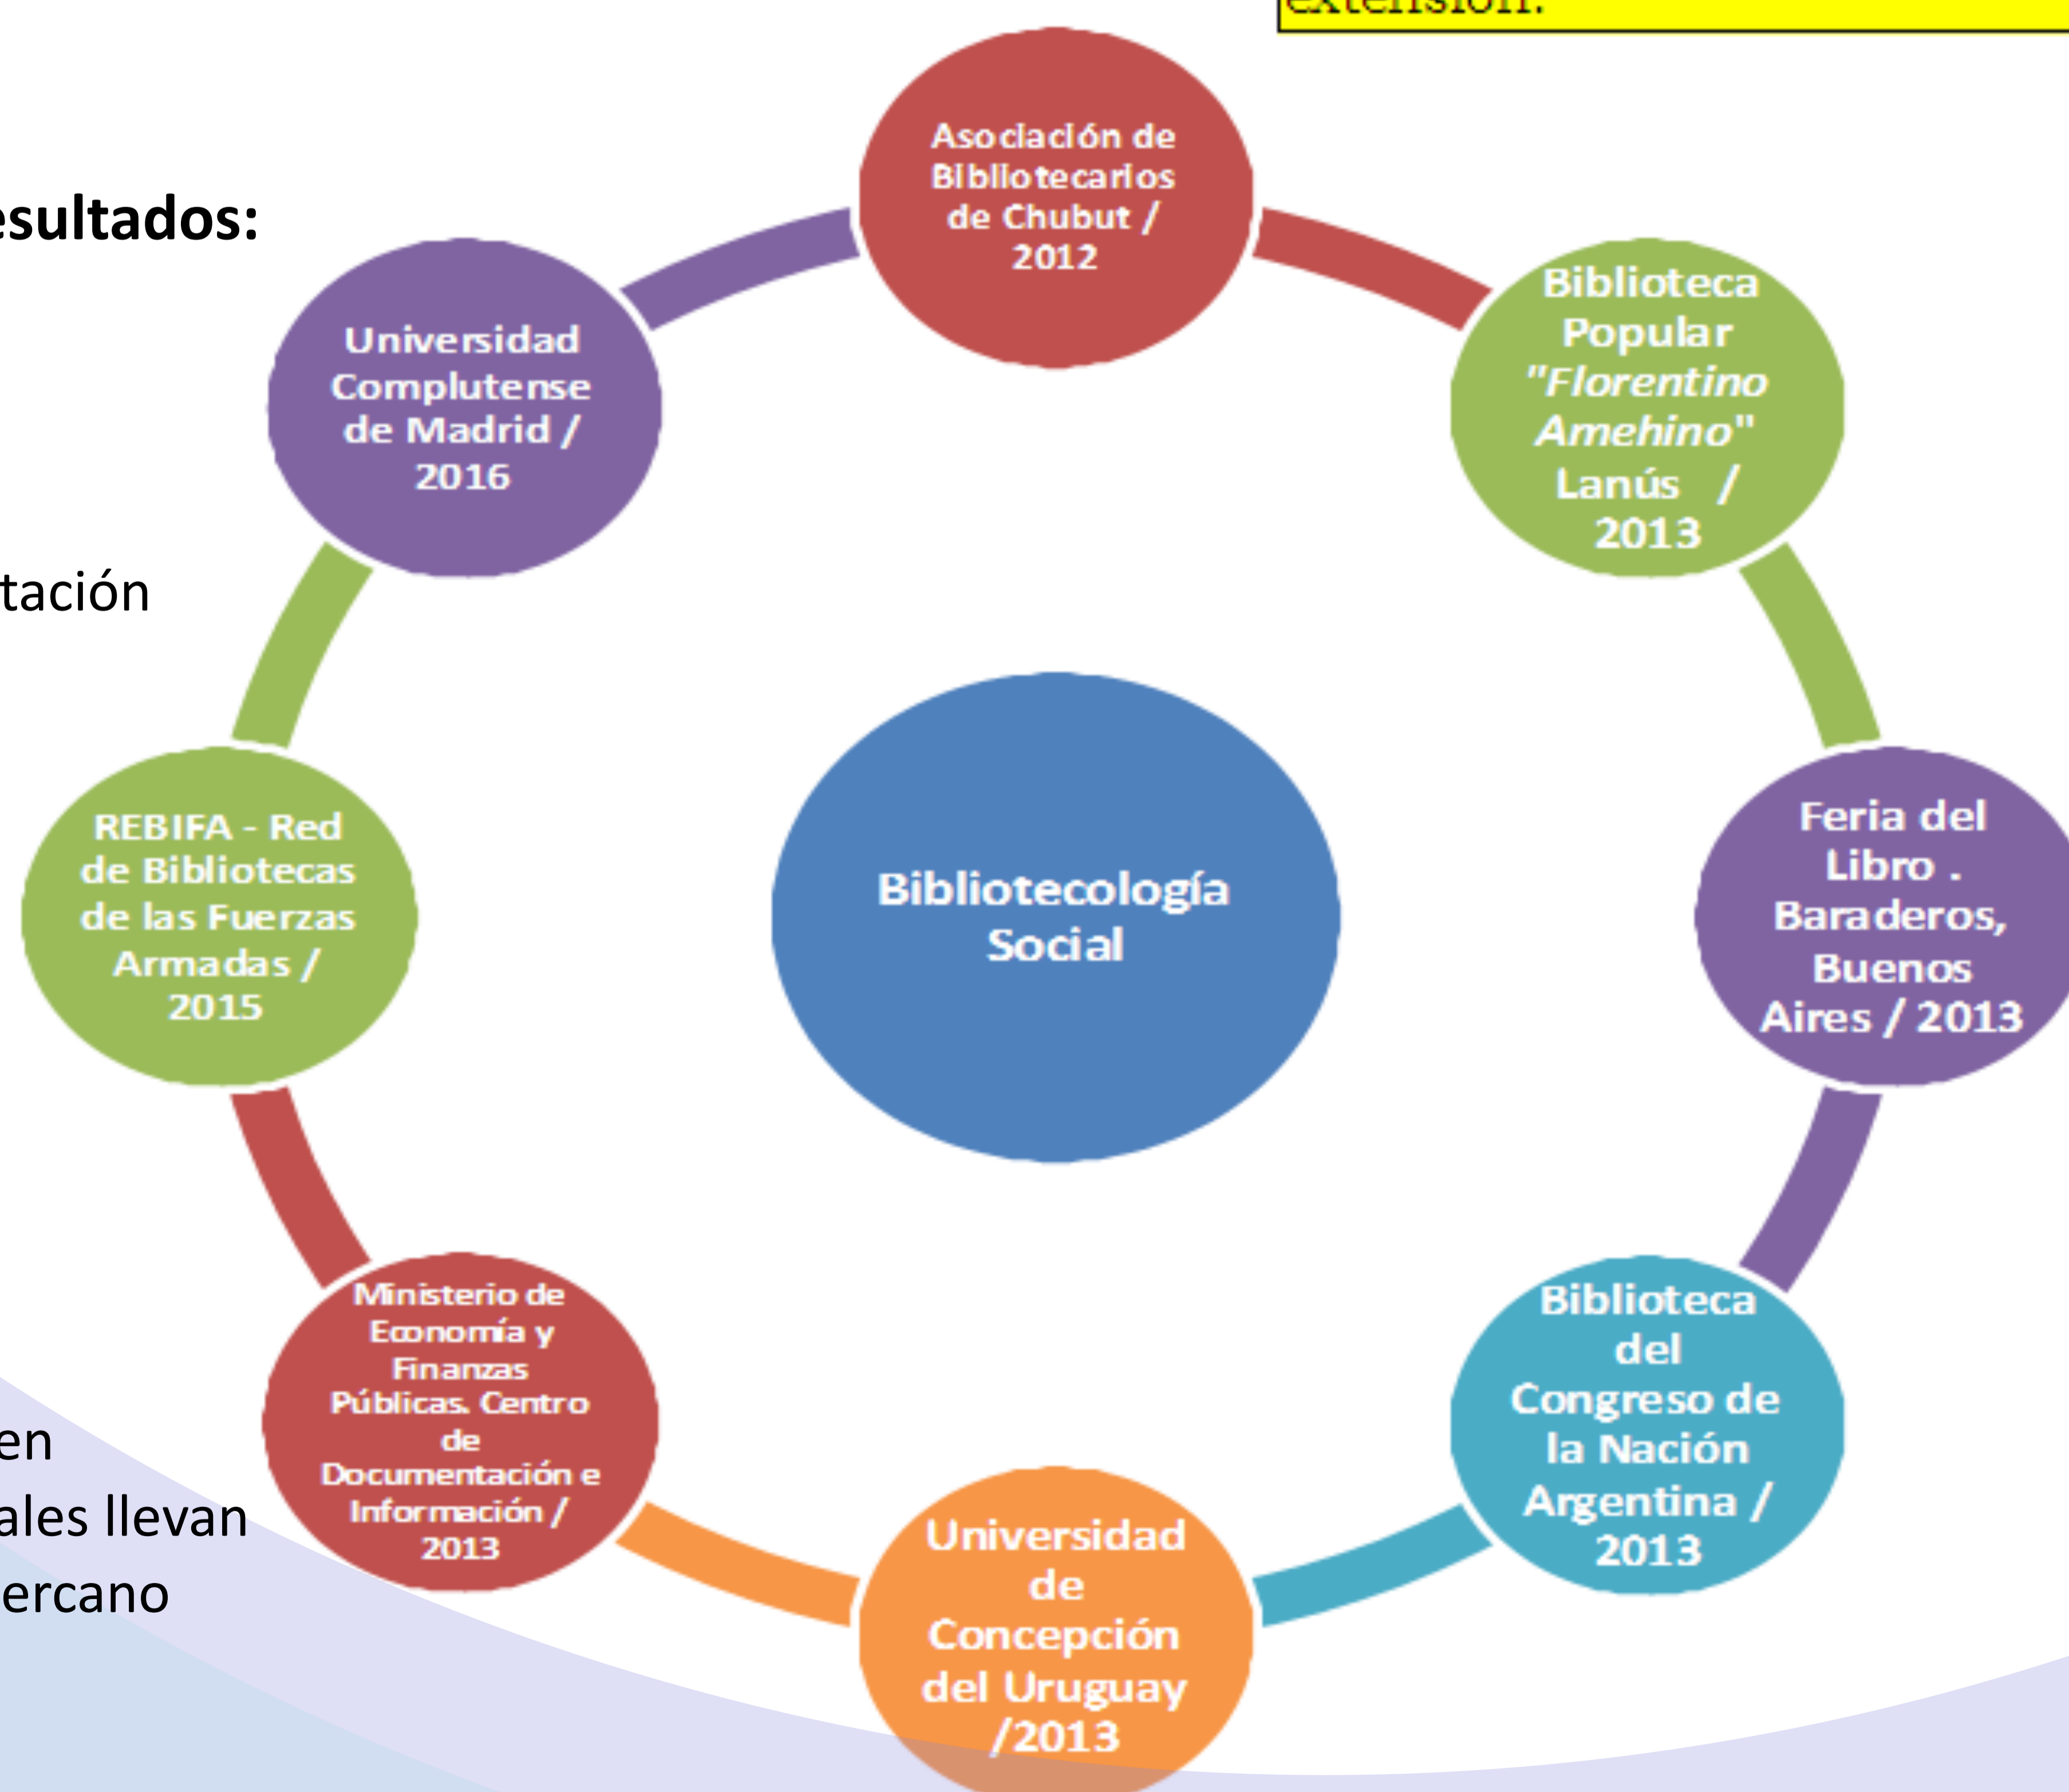 extensión.
esultados:
tación
en
ales llevan
ercano
Asociación de
Bibliotecarios
de Chubut /
2012
Biblioteca
Popular
"Florentino
Amehino"
Lanús /
2013
Feria del
Libro .
Baraderos,
Buenos
Aires / 2013
Biblioteca
del
Congreso de
la Nación
Argentina /
2013
Universidad
de
Concepción
del Uruguay
/2013
Ministerio de
Economía y
Finanzas
Públicas. Centro
de
Documentación e
Información /
2013
REBIFA - Red
de Bibliotecas
de las Fuerzas
Armadas /
2015
Universidad
Complutense
de Madrid /
2016
Bibliotecología
Social